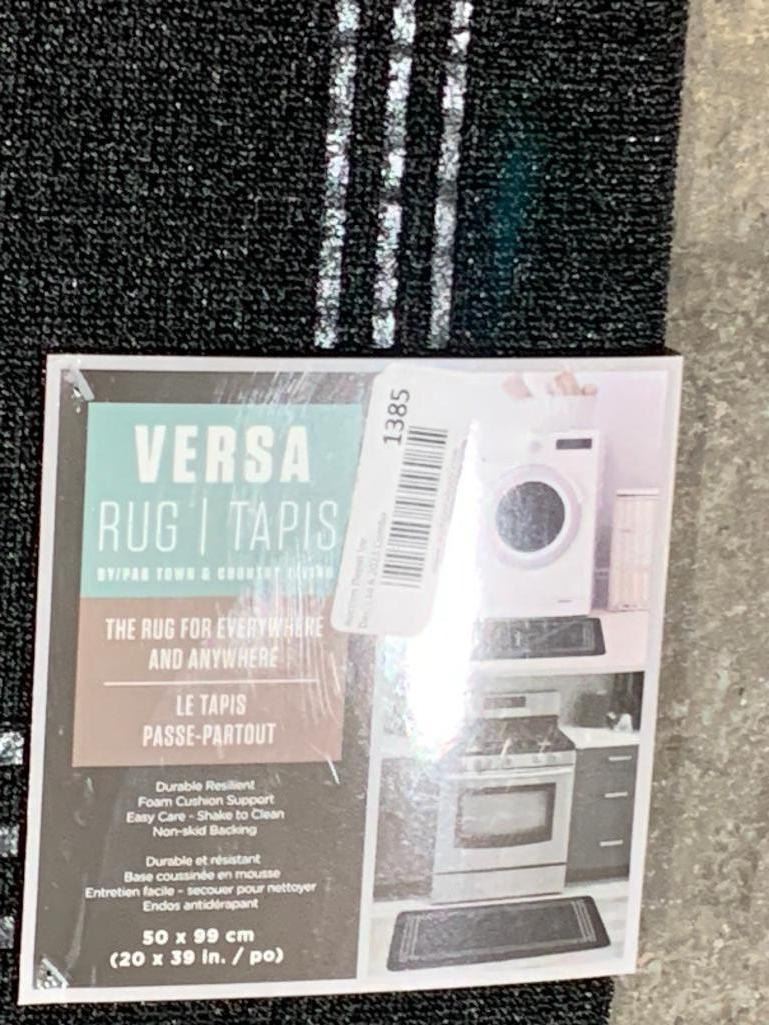 VERSA
RUG | TAPIS
BY/PAR TOWN & COUNTRY LIVING
THE RUG FOR EVERYWHERE
AND ANYWHERE
LE TAPIS
PASSE-PARTOUT
Durable Resilient
Foam Cushion Support
Easy Care - Shake to Clean
Non-skid Backing
Durable et résistant
Base coussinée en mousse
Entretien facile - secouer pour nettoyer
Endos antidérapant
50 x 99 cm
(20 x 39 in. / po)
1385